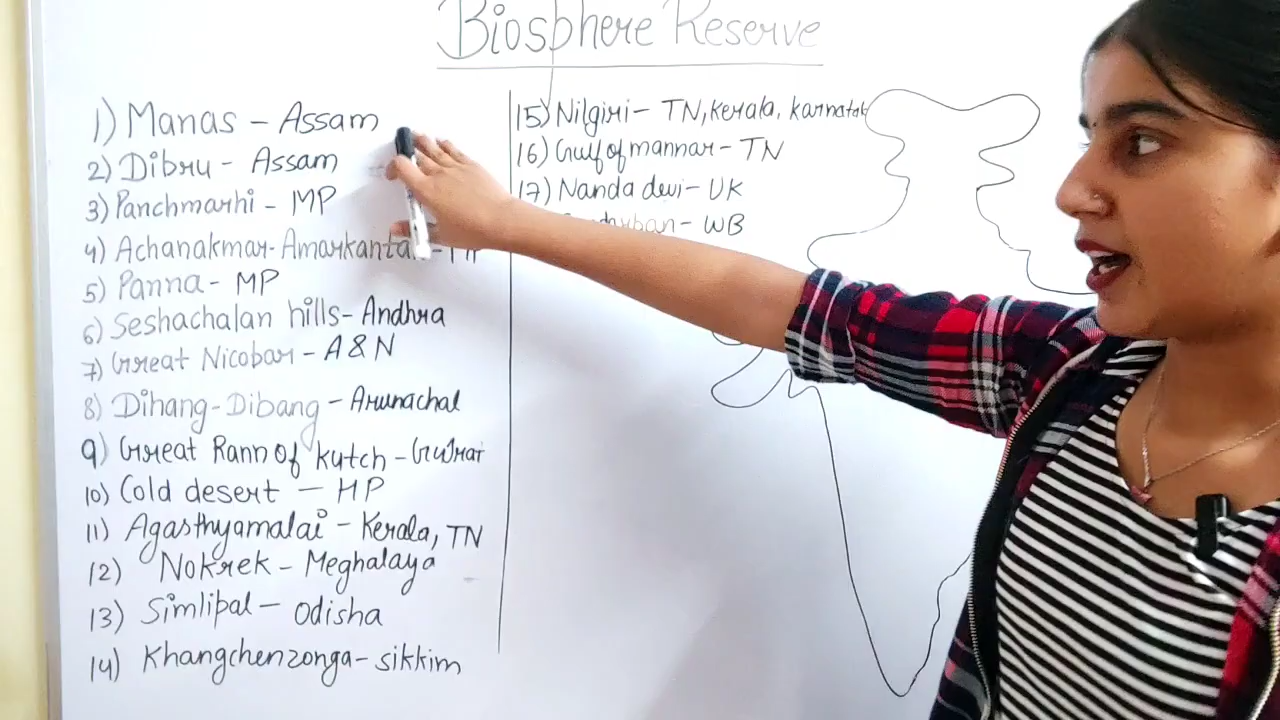 Biosphere Reserve
1) Manas - Assam
2) Dibru - Assam
3) Panchmarhi - MP
4) Achanakmar-Amarkantak -
5) Panna - MP
6) Seshachalan hills - Andhra
7) Great Nicobar - A & N
8) Dihang-Dibang - Arunachal
9) Great Rann Of kutch - Gujrat
10) Cold desert - HP
11) Agasthyamalai - Kerala, TN
12) Nokrek - Meghalaya
13) Simlipal - Odisha
14) Khangchenzonga - sikkim
15) Nilgiri - TN, Kerala, karnatak
16) Gulf of mannar - TN
17) Nanda devi - UK
- WB